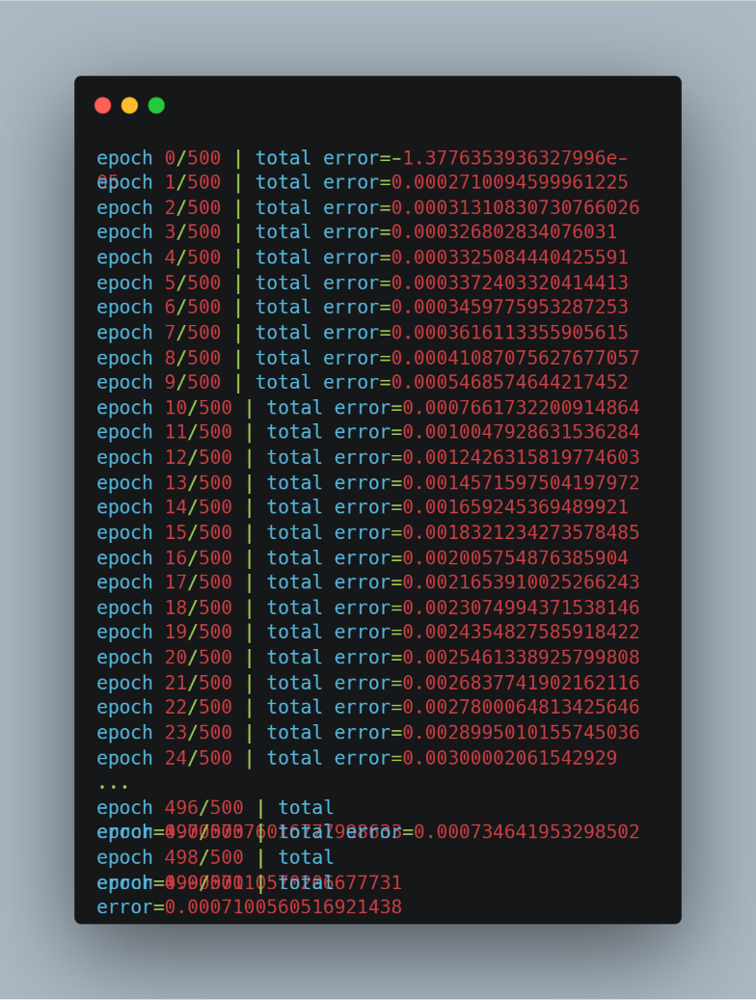 epoch 0/500 | total error=-1.3776353936327996e-
05
epoch 1/500 | total error=0.0002710094599961225
epoch 2/500 | total error=0.00031310830730766026
epoch 3/500 | total error=0.000326802834076031
epoch 4/500 | total error=0.0003325084440425591
epoch 5/500 | total error=0.0003372403320414413
epoch 6/500 | total error=0.0003459775953287253
epoch 7/500 | total error=0.0003616113355905615
epoch 8/500 | total error=0.00041087075627677057
epoch 9/500 | total error=0.0005468574644217452
epoch 10/500 | total error=0.0007661732200914864
epoch 11/500 | total error=0.0010047928631536284
epoch 12/500 | total error=0.0012426315819774603
epoch 13/500 | total error=0.0014571597504197972
epoch 14/500 | total error=0.001659245369489921
epoch 15/500 | total error=0.0018321234273578485
epoch 16/500 | total error=0.002005754876385904
epoch 17/500 | total error=0.0021653910025266243
epoch 18/500 | total error=0.0023074994371538146
epoch 19/500 | total error=0.0024354827585918422
epoch 20/500 | total error=0.0025461338925799808
epoch 21/500 | total error=0.0026837741902162116
epoch 22/500 | total error=0.0027800064813425646
epoch 23/500 | total error=0.0028995010155745036
epoch 24/500 | total error=0.00300002061542929
...
epoch 496/500 | total
epoch 497/500 | total error=0.000734641953298502
epoch 498/500 | total
epoch 499/500 | total
error=0.0007100560516921438